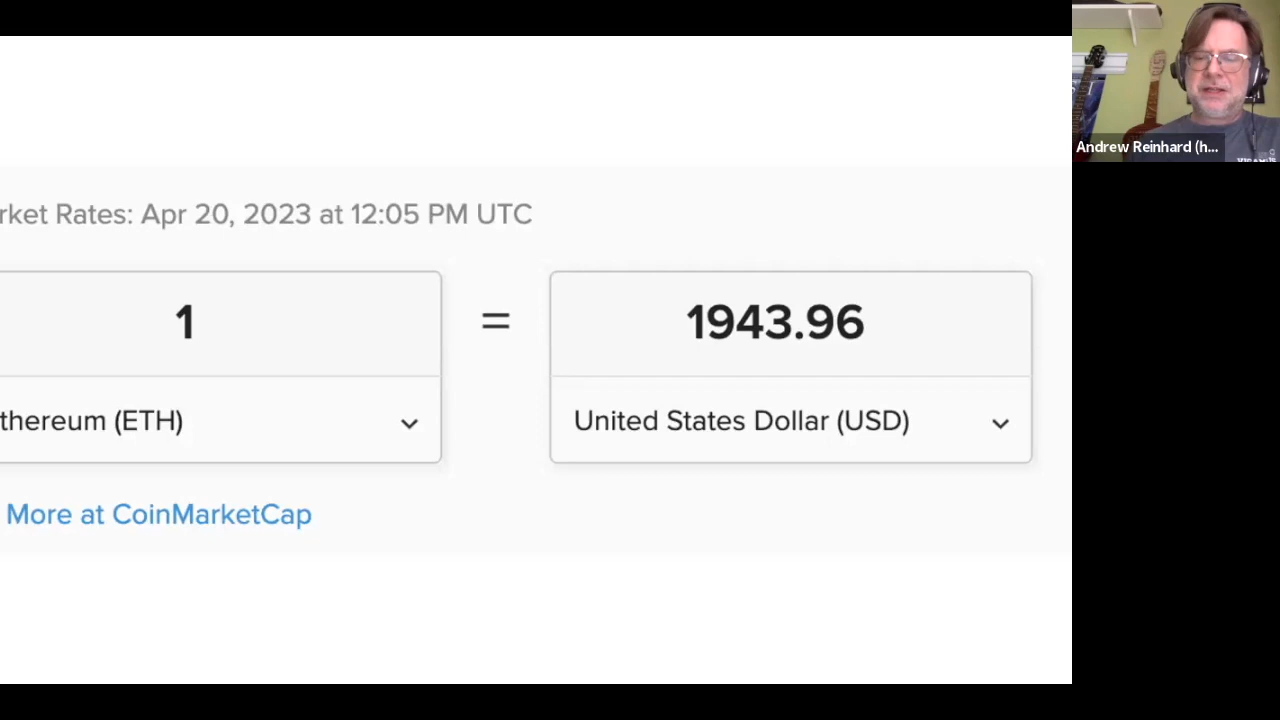 Andrew Reinhard (h...
rket Rates: Apr 20, 2023 at 12:05 PM UTC
1 = 1943.96
thereum (ETH)
United States Dollar (USD)
More at CoinMarketCap